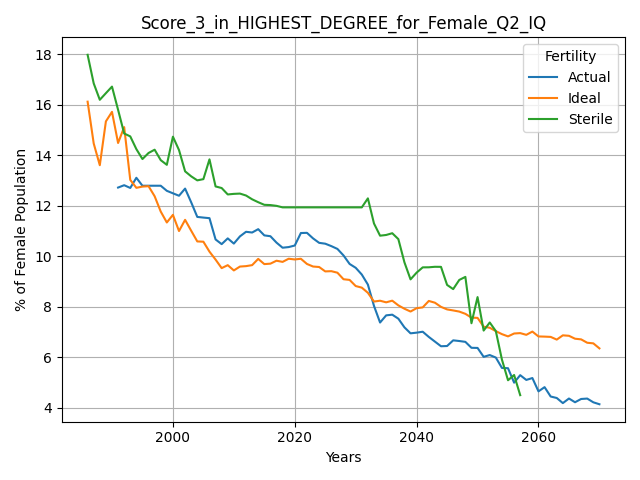 Score_3_in_HIGHEST_DEGREE_for_Female_Q2_IQ
Fertility
Actual
Ideal
Sterile
% of Female Population
18
16
14
12
10
8
6
4
2000 2020 2040 2060
Years